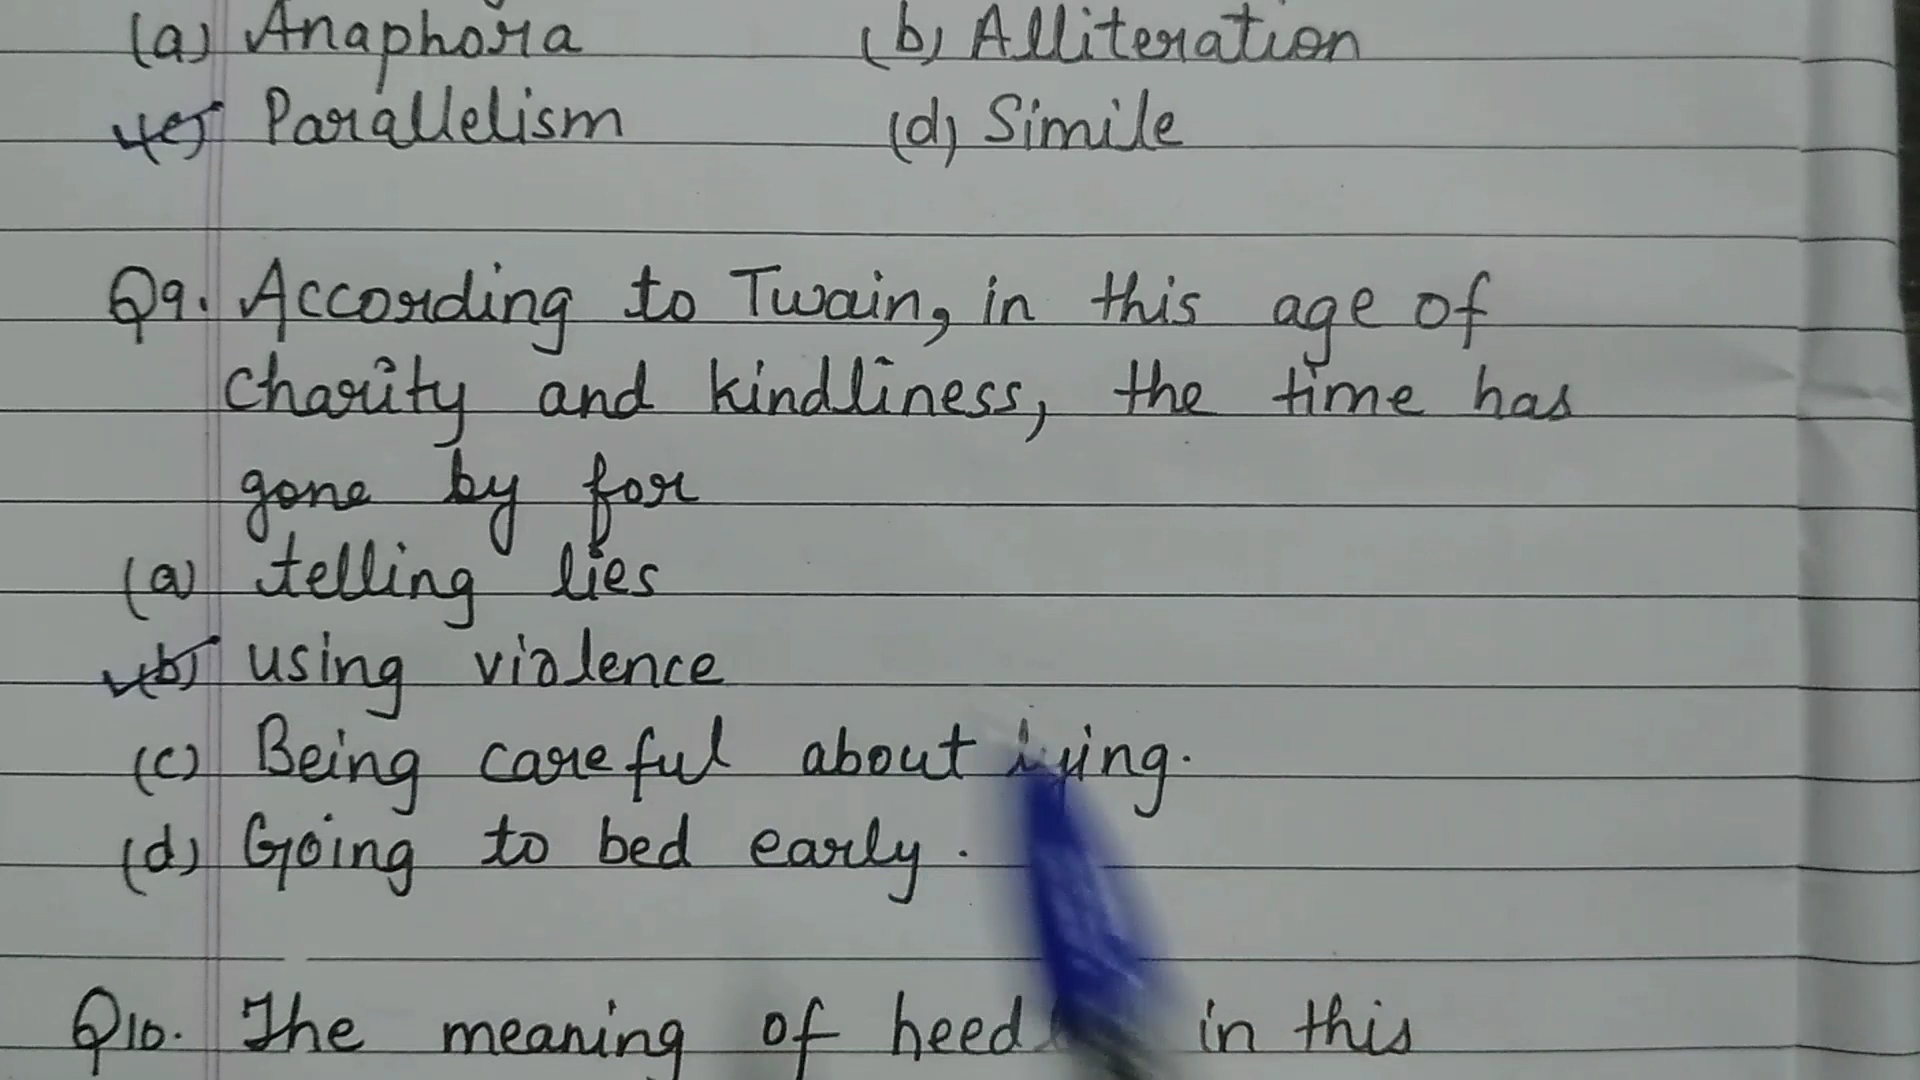 (a) Anaphora (b) Alliteration
(c) Parallelism (d) Simile
Q9. According to Twain, in this age of
charity and kindliness, the time has
gone by for
(a) telling lies
(b) using violence
(c) Being careful about lying.
(d) Going to bed early.
Q10. The meaning of in this